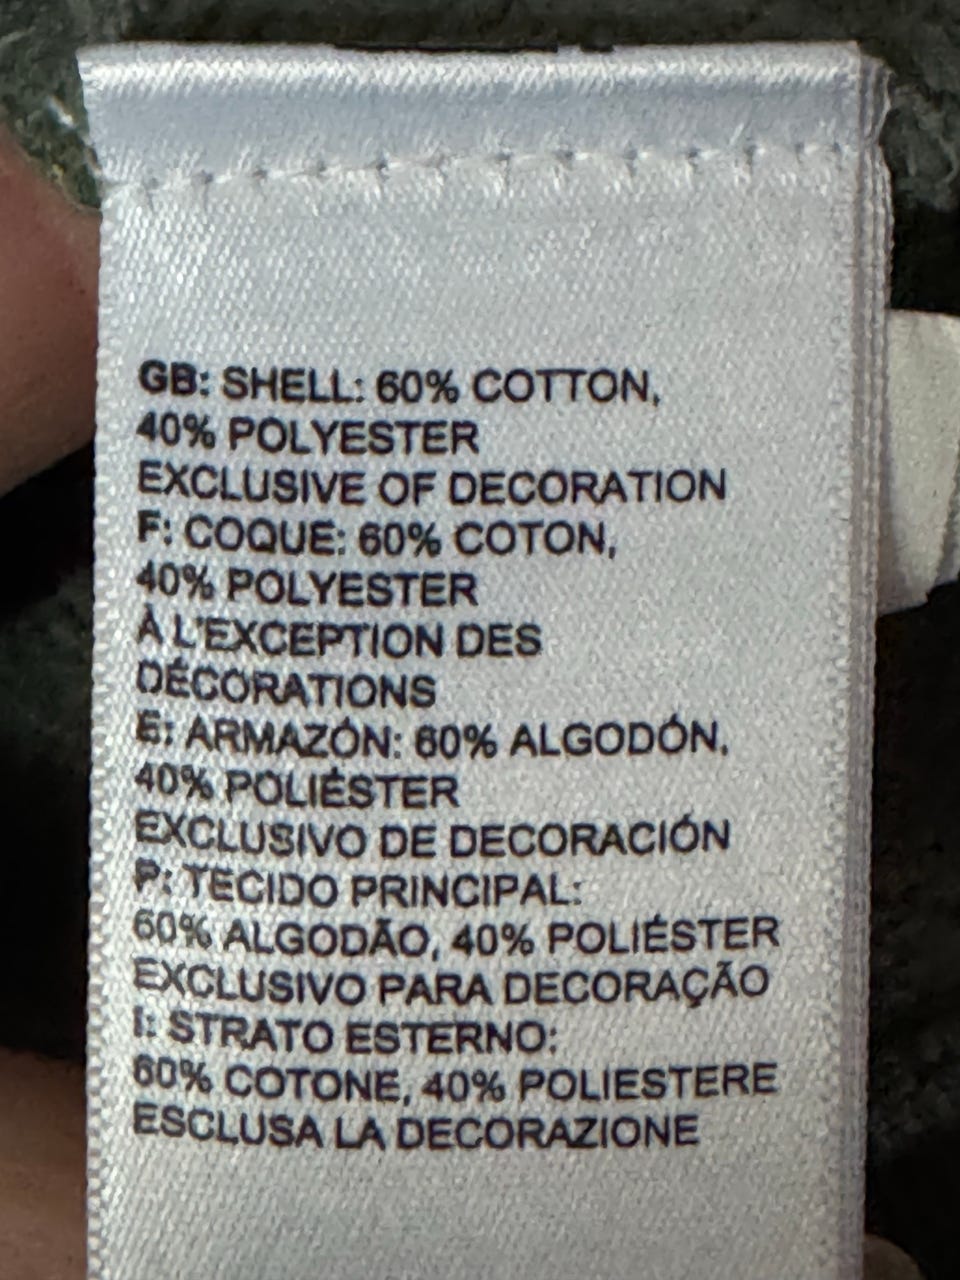 GB: SHELL: 60% COTTON,
40% POLYESTER
EXCLUSIVE OF DECORATION
F: COQUE: 60% COTON,
40% POLYESTER
À L'EXCEPTION DES
DÉCORATIONS
E: ARMAZÓN: 60% ALGODÓN,
40% POLIÉSTER
EXCLUSIVO DE DECORACIÓN
P: TECIDO PRINCIPAL:
60% ALGODÃO, 40% POLIÉSTER
EXCLUSIVO PARA DECORAÇÃO
I: STRATO ESTERNO:
60% COTONE, 40% POLIESTERE
ESCLUSA LA DECORAZIONE